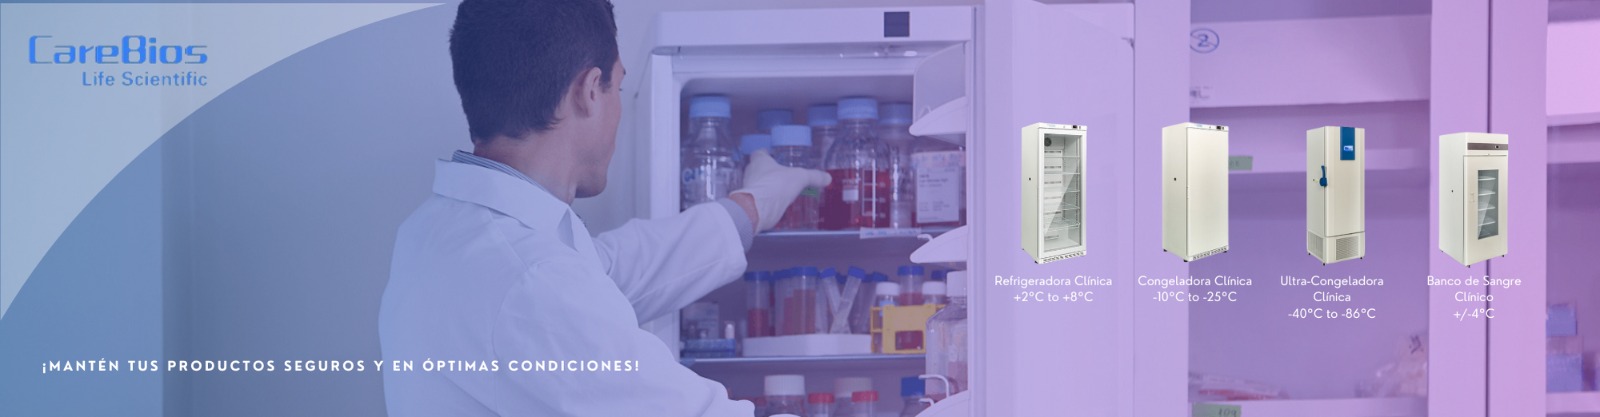 CareBios
Life Scientific
Refrigeradora Clínica
+2°C to +8°C
Congeladora Clínica
-10°C to -25°C
Ultra-Congeladora
Clínica
-40°C to -86°C
Banco de Sangre
Clínico
+/-4°C
¡MANTÉN TUS PRODUCTOS SEGUROS Y EN ÓPTIMAS CONDICIONES!
2